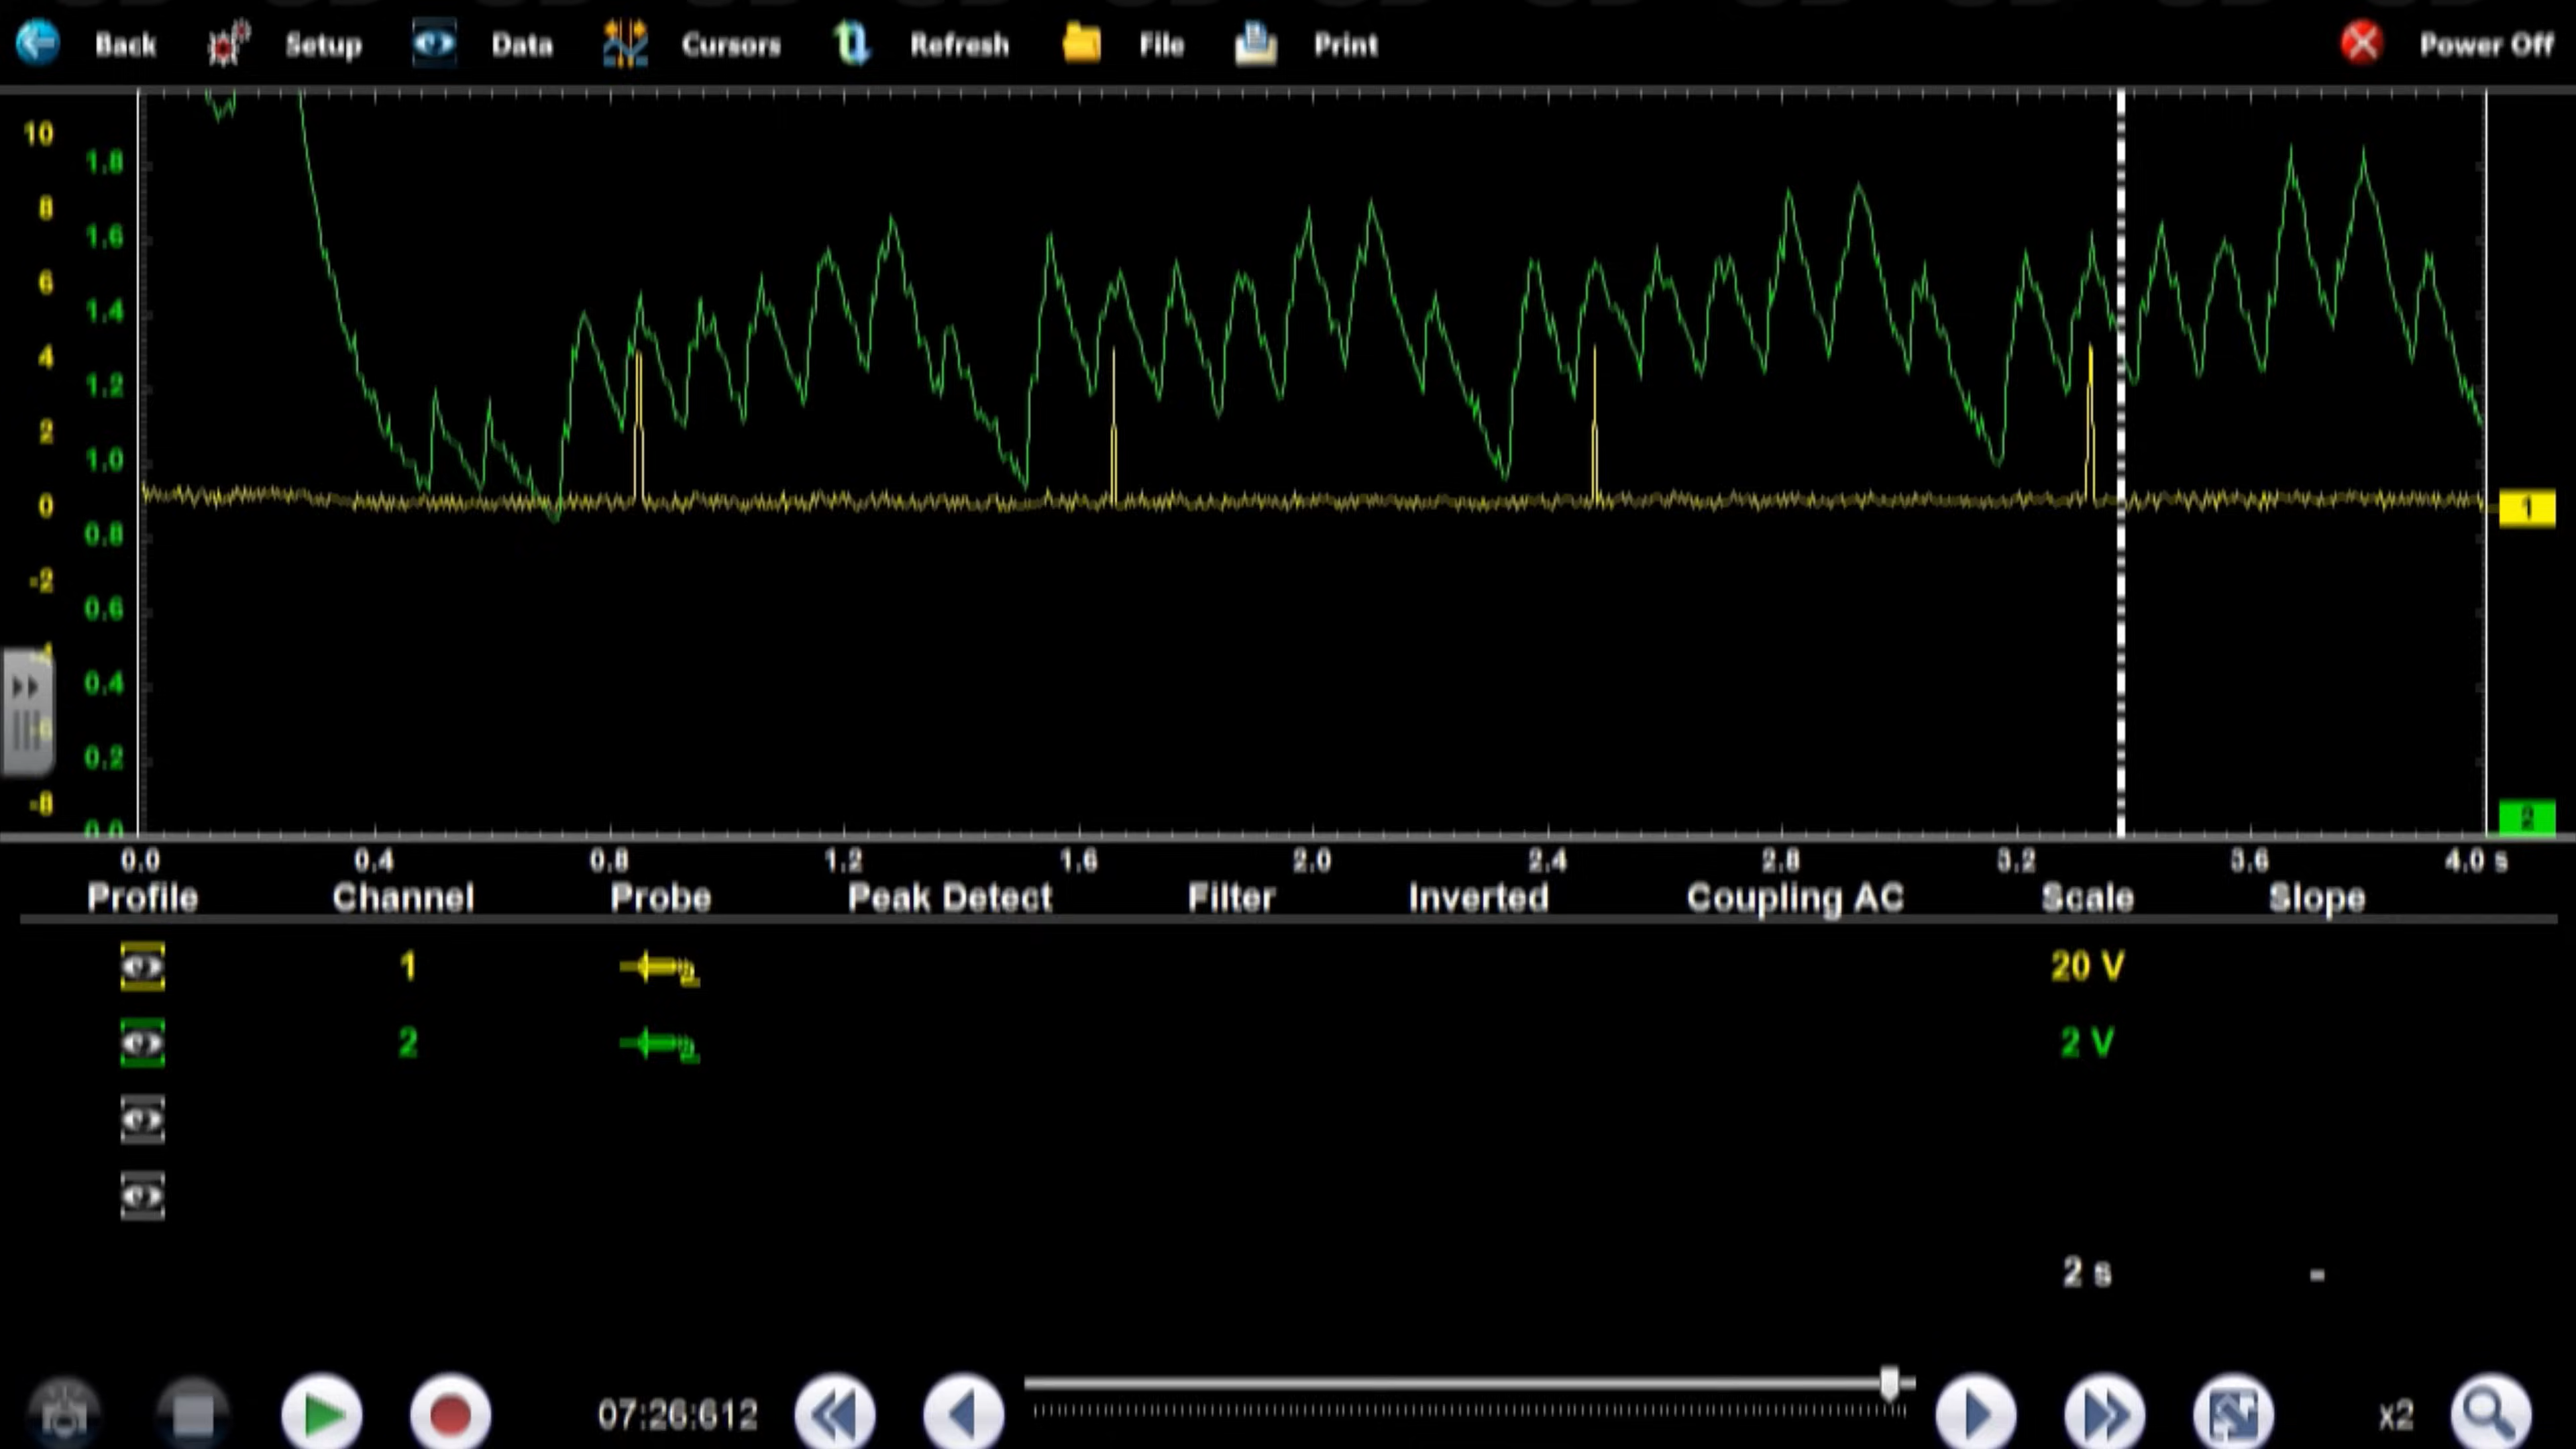 Back Setup Data Cursors Refresh File Print Power Off
10
1.8
8
1.6
6
1.4
4
1.2
2
1.0
0
1
0.8
-2
0.6
0.4
0.2
-8
0.0
2
0.0 0.4 0.8 1.2 1.6 2.0 2.4 2.8 3.2 3.6 4.0 s
Profile Channel Probe Peak Detect Filter Inverted Coupling AC Scale Slope
1 20 V
2 2 V
2 s -
07:26:612 x2